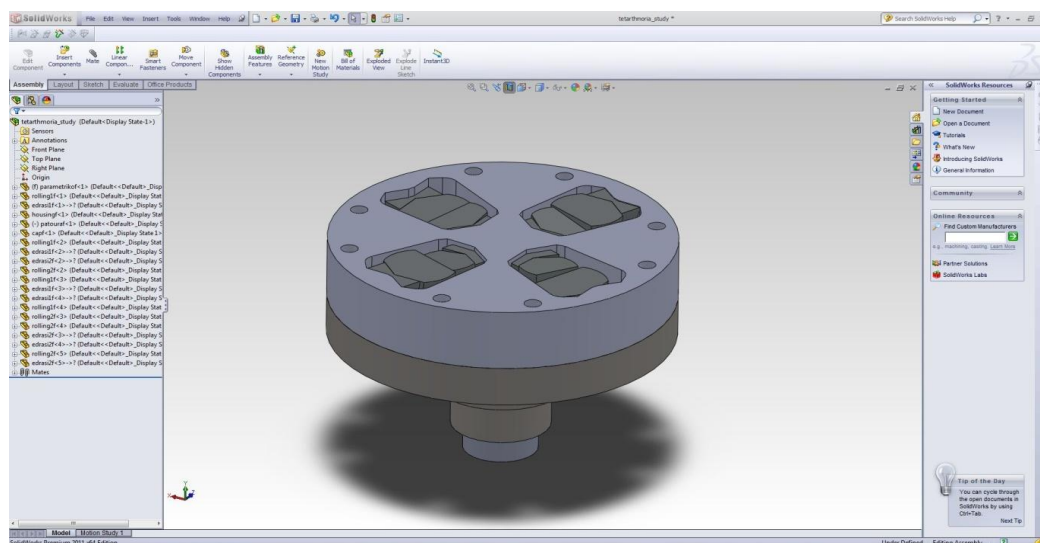 SolidWorks File Edit View Insert Tools Window Help
tetarthmoria_study *
Search SolidWorks Help
Edit Component
Insert Components
Mate
Linear Compon...
Smart Fasteners
Move Component
Show Hidden Components
Assembly Features
Reference Geometry
New Motion Study
Bill of Materials
Exploded View
Explode Line Sketch
Instant3D
Assembly Layout Sketch Evaluate Office Products
tetarthmoria_study (Default<Display State-1>)
Sensors
Annotations
Front Plane
Top Plane
Right Plane
Origin
(f) parametrikof<1> (Default<<Default>_Disp
rolling1f<1> (Default<<Default>_Display Stat
edrasi1f<1>->? (Default<<Default>_Display S
housingf<1> (Default<<Default>_Display Stat
(-) patouraf<1> (Default<<Default>_Display S
capf<1> (Default<<Default>_Display State 1>
rolling1f<2> (Default<<Default>_Display Stat
edrasi1f<2>->? (Default<<Default>_Display S
edrasi2f<2>->? (Default<<Default>_Display S
rolling2f<2> (Default<<Default>_Display Stat
rolling1f<3> (Default<<Default>_Display Stat
edrasi1f<3>->? (Default<<Default>_Display S
edrasi1f<4>->? (Default<<Default>_Display S
rolling1f<4> (Default<<Default>_Display Stat
rolling2f<3> (Default<<Default>_Display Stat
rolling2f<4> (Default<<Default>_Display Stat
edrasi2f<3>->? (Default<<Default>_Display S
edrasi2f<4>->? (Default<<Default>_Display S
rolling2f<5> (Default<<Default>_Display Stat
edrasi2f<5>->? (Default<<Default>_Display S
Mates
SolidWorks Resources
Getting Started
New Document
Open a Document
Tutorials
What's New
Introducing SolidWorks
General Information
Community
Online Resources
Find Custom Manufacturers
e.g., machining, casting Learn More
Partner Solutions
SolidWorks Labs
Tip of the Day
You can cycle through
the open documents in
SolidWorks by using
Ctrl+Tab.
Next Tip
Model Motion Study 1
SolidWorks Premium 2011 x64 Edition
Under Defined Editing Assembly